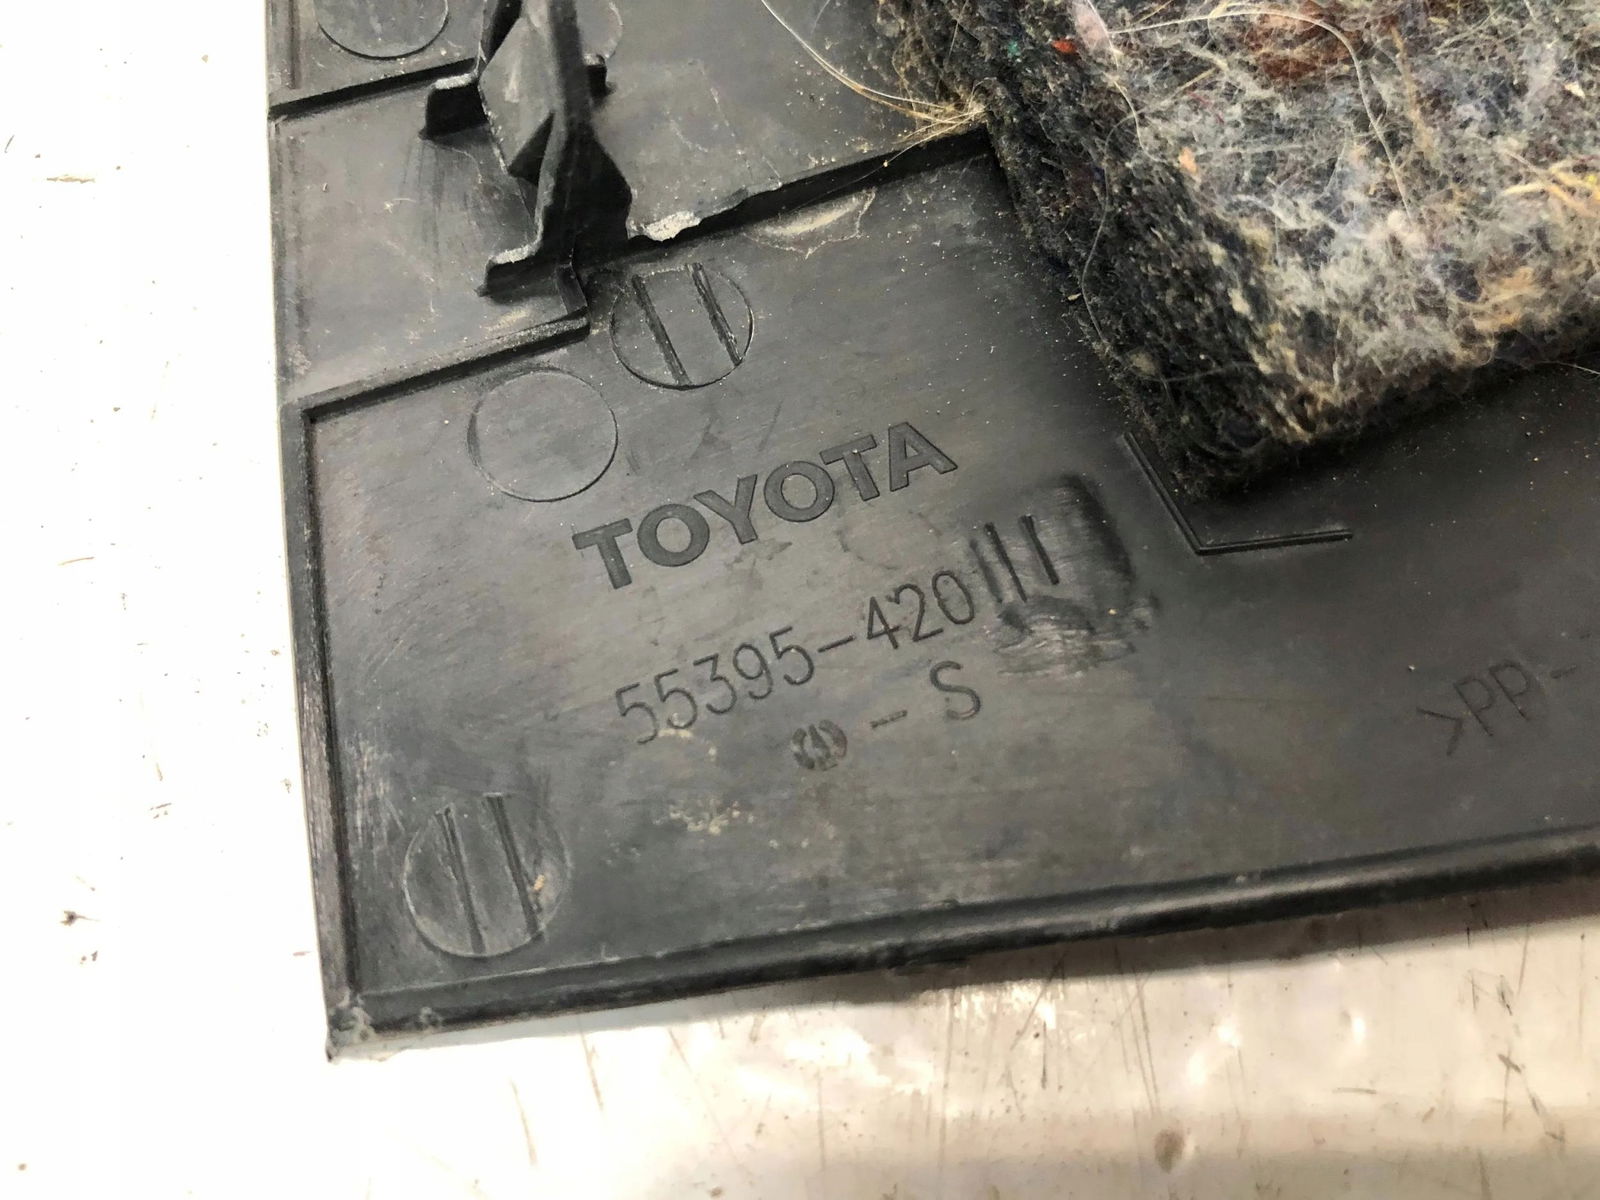 TOYOTA
55395-420
- S
>PP-